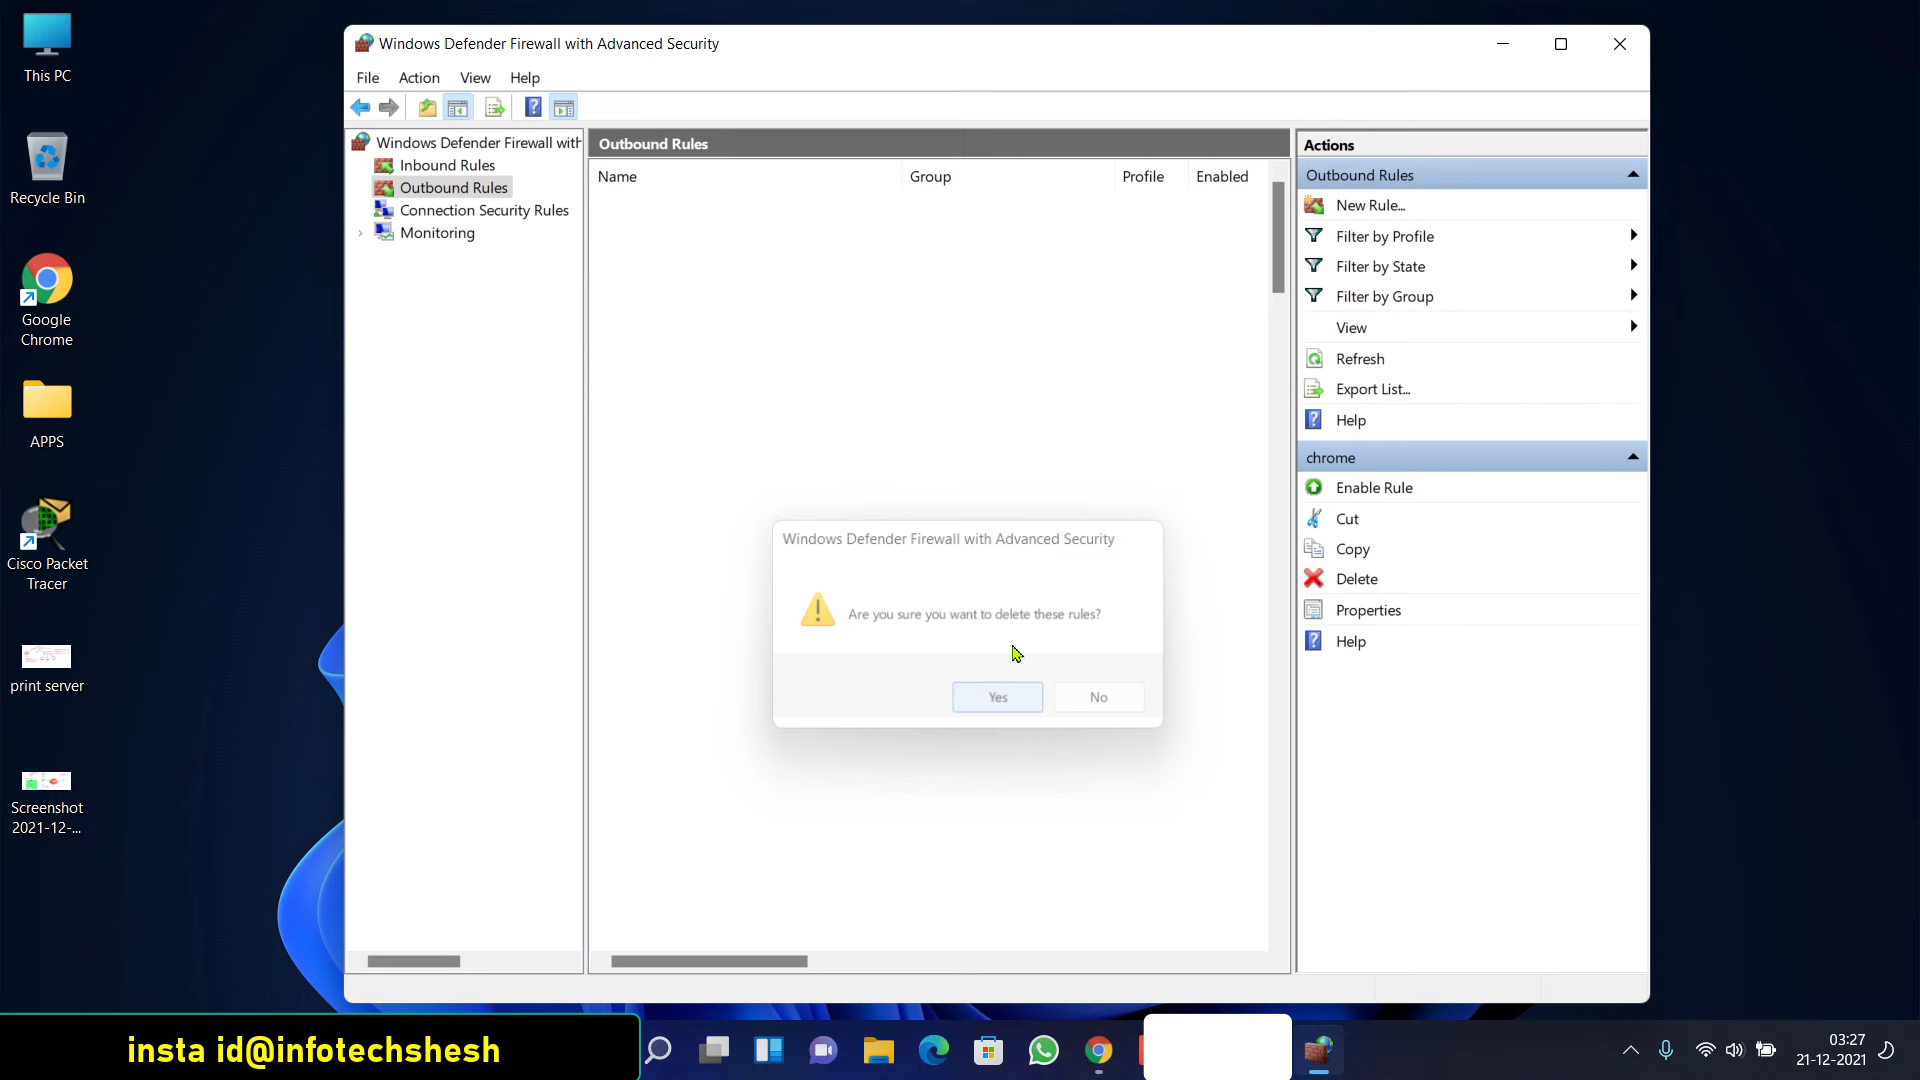 This PC
Recycle Bin
Google
Chrome
APPS
Cisco Packet
Tracer
print server
Screenshot
2021-12-...
Windows Defender Firewall with Advanced Security
File Action View Help
Windows Defender Firewall with
Inbound Rules
Outbound Rules
Connection Security Rules
Monitoring
Outbound Rules
Name Group Profile Enabled
Windows Defender Firewall with Advanced Security
Are you sure you want to delete these rules?
Yes No
Actions
Outbound Rules
New Rule...
Filter by Profile
Filter by State
Filter by Group
View
Refresh
Export List...
Help
chrome
Enable Rule
Cut
Copy
Delete
Properties
Help
insta id@infotechshesh
03:27
21-12-2021